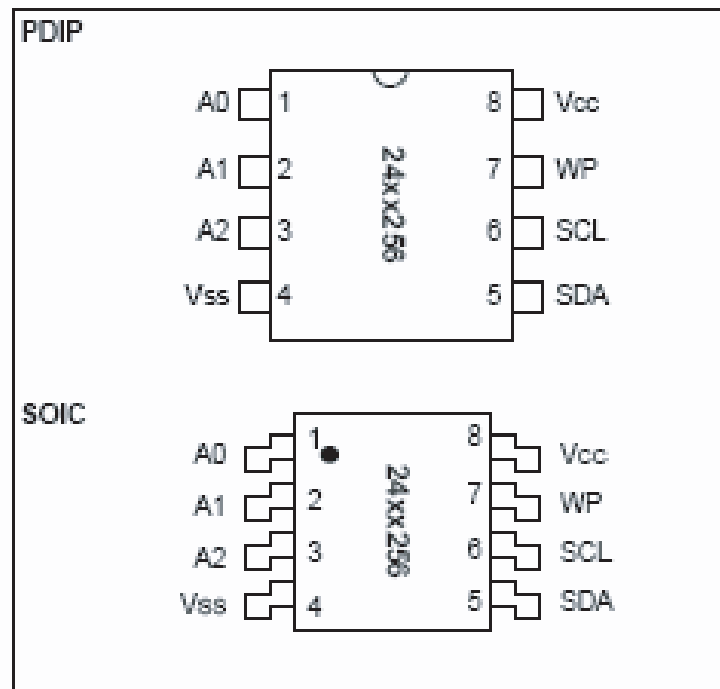 PDIP
A0 1 8 Vcc
A1 2 7 WP
A2 3 6 SCL
Vss 4 5 SDA
24xx256
SOIC
A0 1 8 Vcc
A1 2 7 WP
A2 3 6 SCL
Vss 4 5 SDA
24xx256